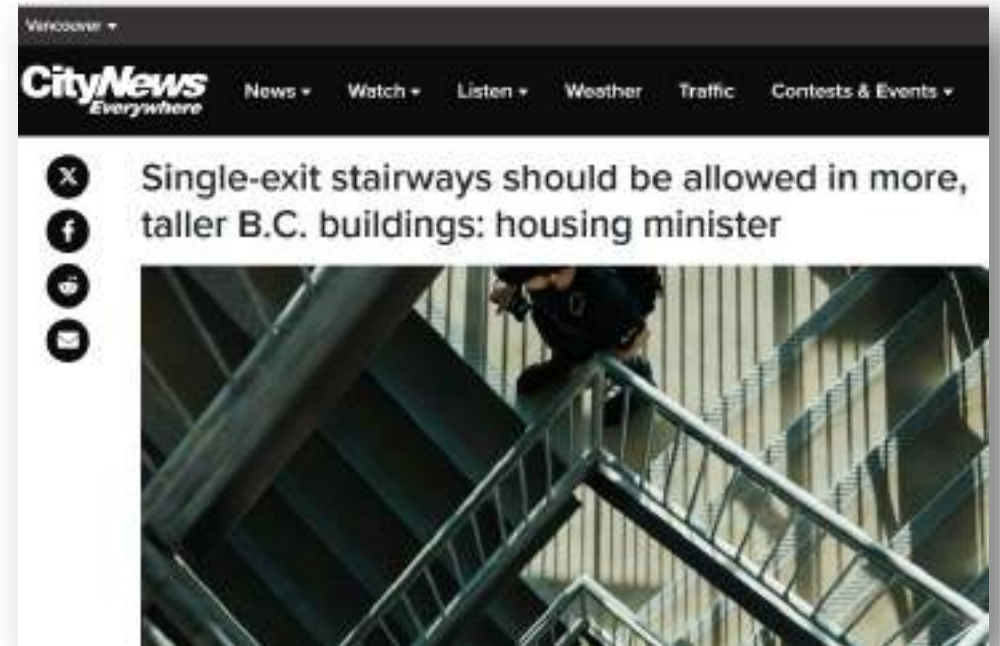 Vancouver
CityNews
Everywhere
News
Watch
Listen
Weather
Traffic
Contests & Events
Single-exit stairways should be allowed in more,
taller B.C. buildings: housing minister